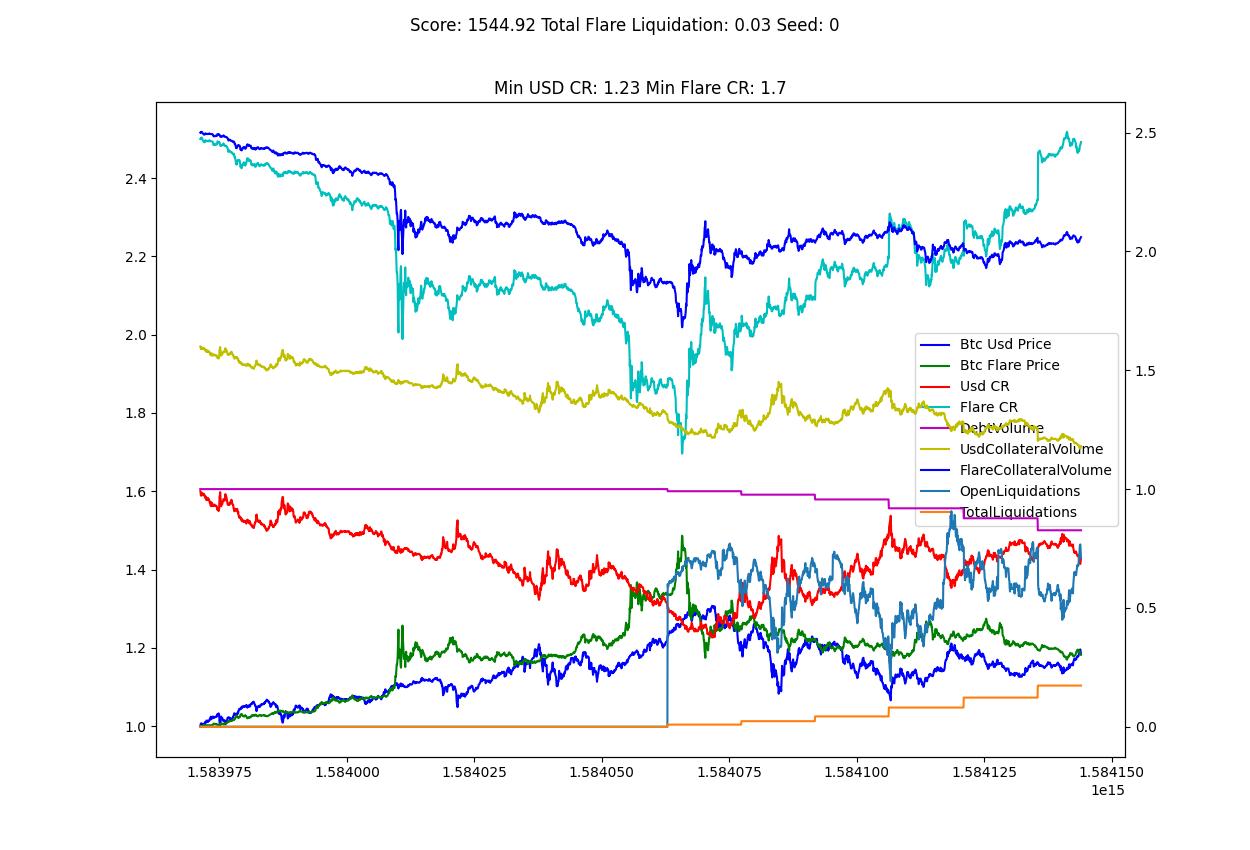 Score: 1544.92 Total Flare Liquidation: 0.03 Seed: 0
Min USD CR: 1.23 Min Flare CR: 1.7
2.4
2.2
2.0
1.8
1.6
1.4
1.2
1.0
2.5
2.0
1.5
1.0
0.5
0.0
Btc Usd Price
Btc Flare Price
Usd CR
Flare CR
DebtVolume
UsdCollateralVolume
FlareCollateralVolume
OpenLiquidations
TotalLiquidations
1.583975 1.584000 1.584025 1.584050 1.584075 1.584100 1.584125 1.584150
1e15